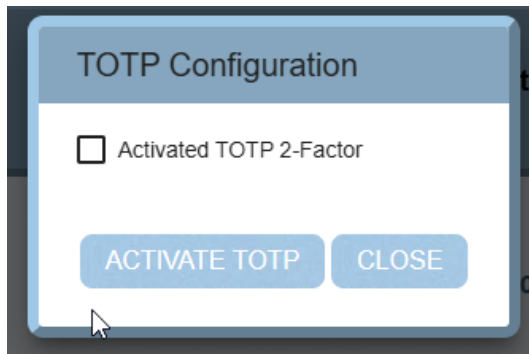 TOTP Configuration
Activated TOTP 2-Factor
ACTIVATE TOTP CLOSE